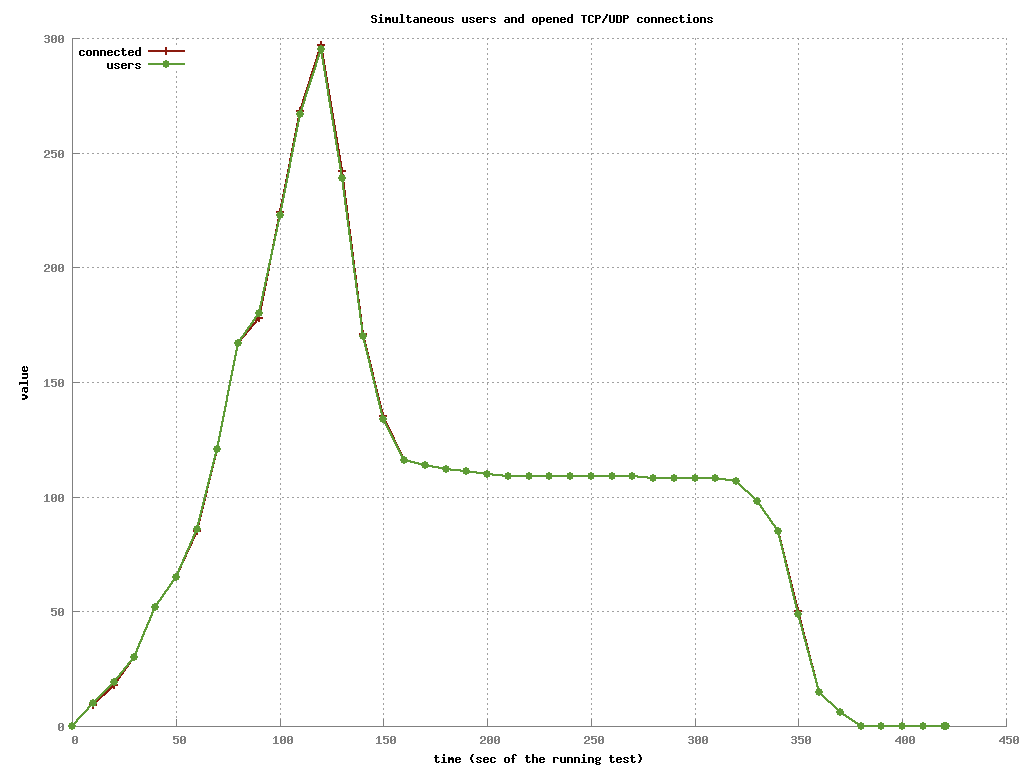 Simultaneous users and opened TCP/UDP connections
connected
users
300
250
200
150
100
50
0
value
0 50 100 150 200 250 300 350 400 450
time (sec of the running test)